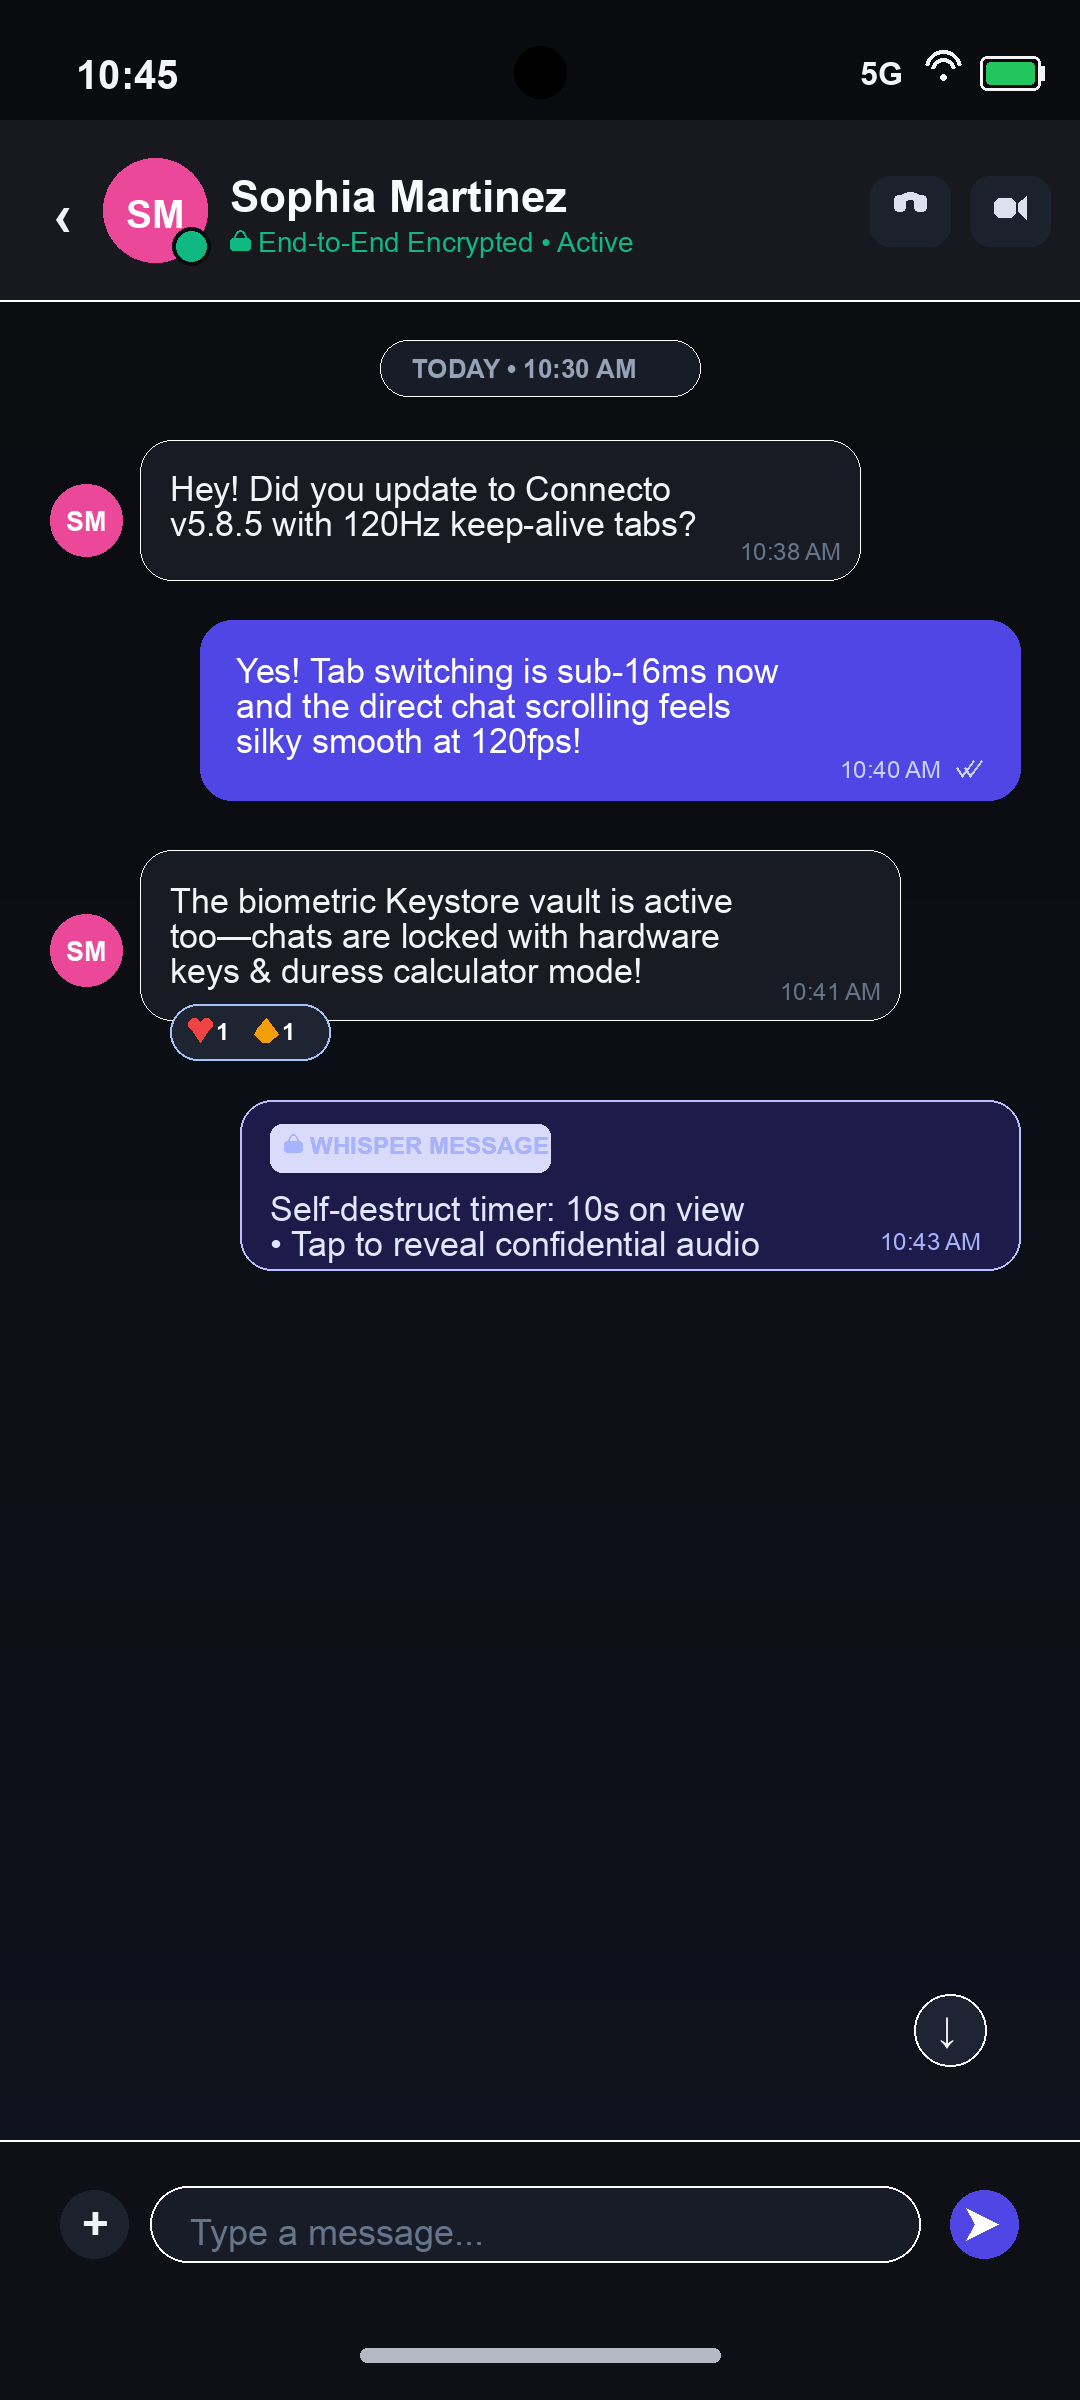 10:45
5G
‹
SM
Sophia Martinez
End-to-End Encrypted • Active
TODAY • 10:30 AM
Hey! Did you update to Connecto
v5.8.5 with 120Hz keep-alive tabs?
10:38 AM
SM
Yes! Tab switching is sub-16ms now
and the direct chat scrolling feels
silky smooth at 120fps!
10:40 AM
The biometric Keystore vault is active
too—chats are locked with hardware
keys & duress calculator mode!
10:41 AM
SM
1 1
WHISPER MESSAGE
Self-destruct timer: 10s on view
• Tap to reveal confidential audio
10:43 AM
↓
+
Type a message...